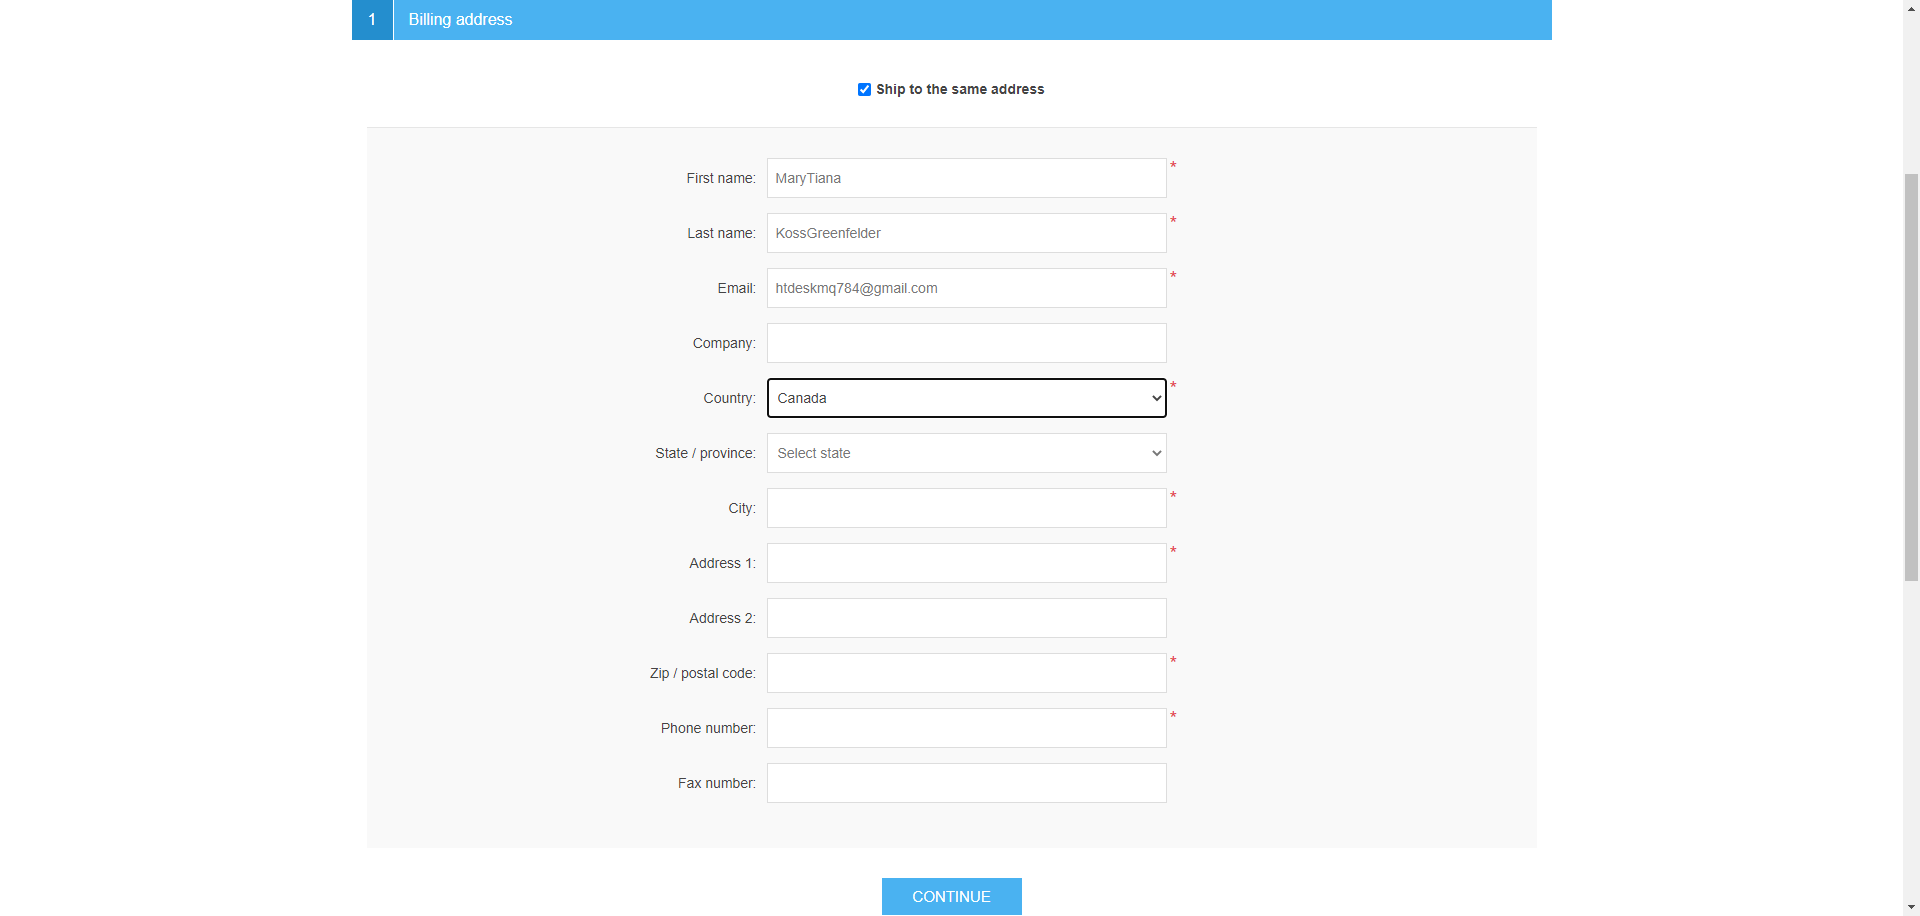 1 Billing address
Ship to the same address
First name: MaryTiana *
Last name: KossGreenfelder *
Email: htdeskmq784@gmail.com *
Company:
Country: Canada *
State / province: Select state
City: *
Address 1: *
Address 2:
Zip / postal code: *
Phone number: *
Fax number:
CONTINUE